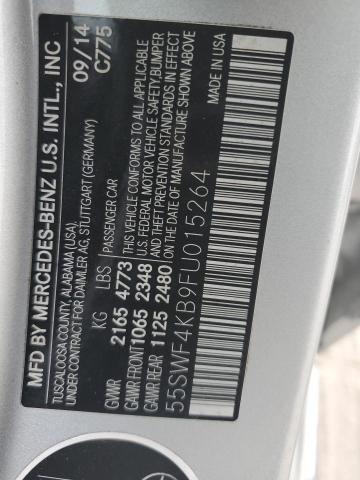 MFD BY MERCEDES-BENZ U.S. INTL., INC
TUSCALOOSA COUNTY, ALABAMA (USA).
UNDER CONTRACT FOR DAIMLER AG, STUTTGART (GERMANY)
09/14
C775
KG LBS PASSENGER CAR
GVWR 2165 4773
GAWR FRONT 1065 2348
GAWR REAR 1125 2480
THIS VEHICLE CONFORMS TO ALL APPLICABLE
U.S. FEDERAL MOTOR VEHICLE SAFETY, BUMPER
AND THEFT PREVENTION STANDARDS IN EFFECT
ON THE DATE OF MANUFACTURE SHOWN ABOVE.
USA
55SWF4KB9FU015264